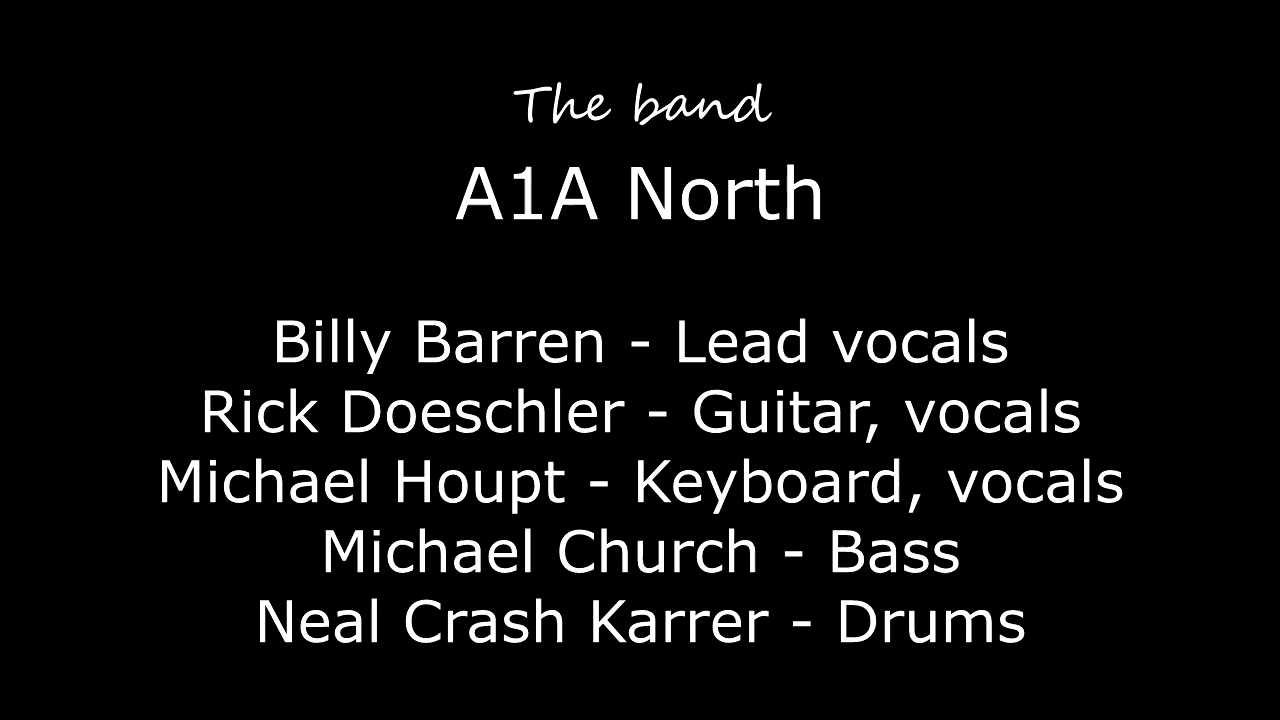 The band
A1A North
Billy Barren - Lead vocals
Rick Doeschler - Guitar, vocals
Michael Houpt - Keyboard, vocals
Michael Church - Bass
Neal Crash Karrer - Drums